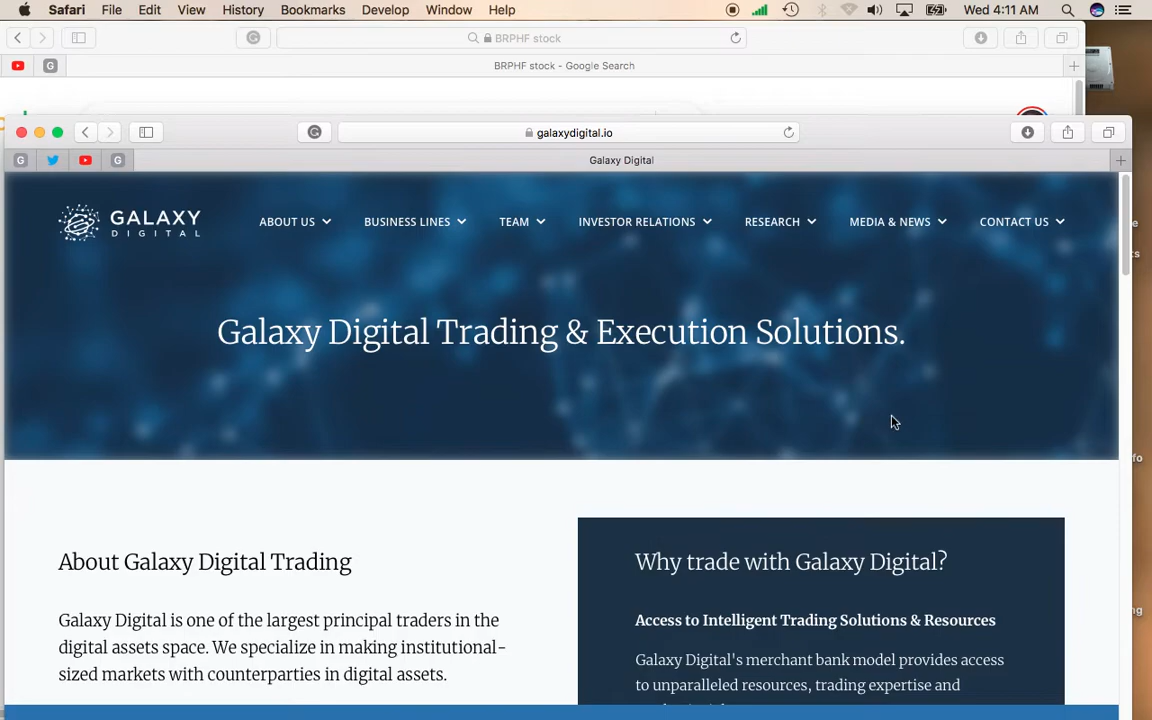 Safari File Edit View History Bookmarks Develop Window Help Wed 4:11 AM
BRPHF stock
BRPHF stock - Google Search
galaxydigital.io
Galaxy Digital
GALAXY
DIGITAL
ABOUT US BUSINESS LINES TEAM INVESTOR RELATIONS RESEARCH MEDIA & NEWS CONTACT US
Galaxy Digital Trading & Execution Solutions.
About Galaxy Digital Trading
Galaxy Digital is one of the largest principal traders in the
digital assets space. We specialize in making institutional-
sized markets with counterparties in digital assets.
Why trade with Galaxy Digital?
Access to Intelligent Trading Solutions & Resources
Galaxy Digital's merchant bank model provides access
to unparalleled resources, trading expertise and